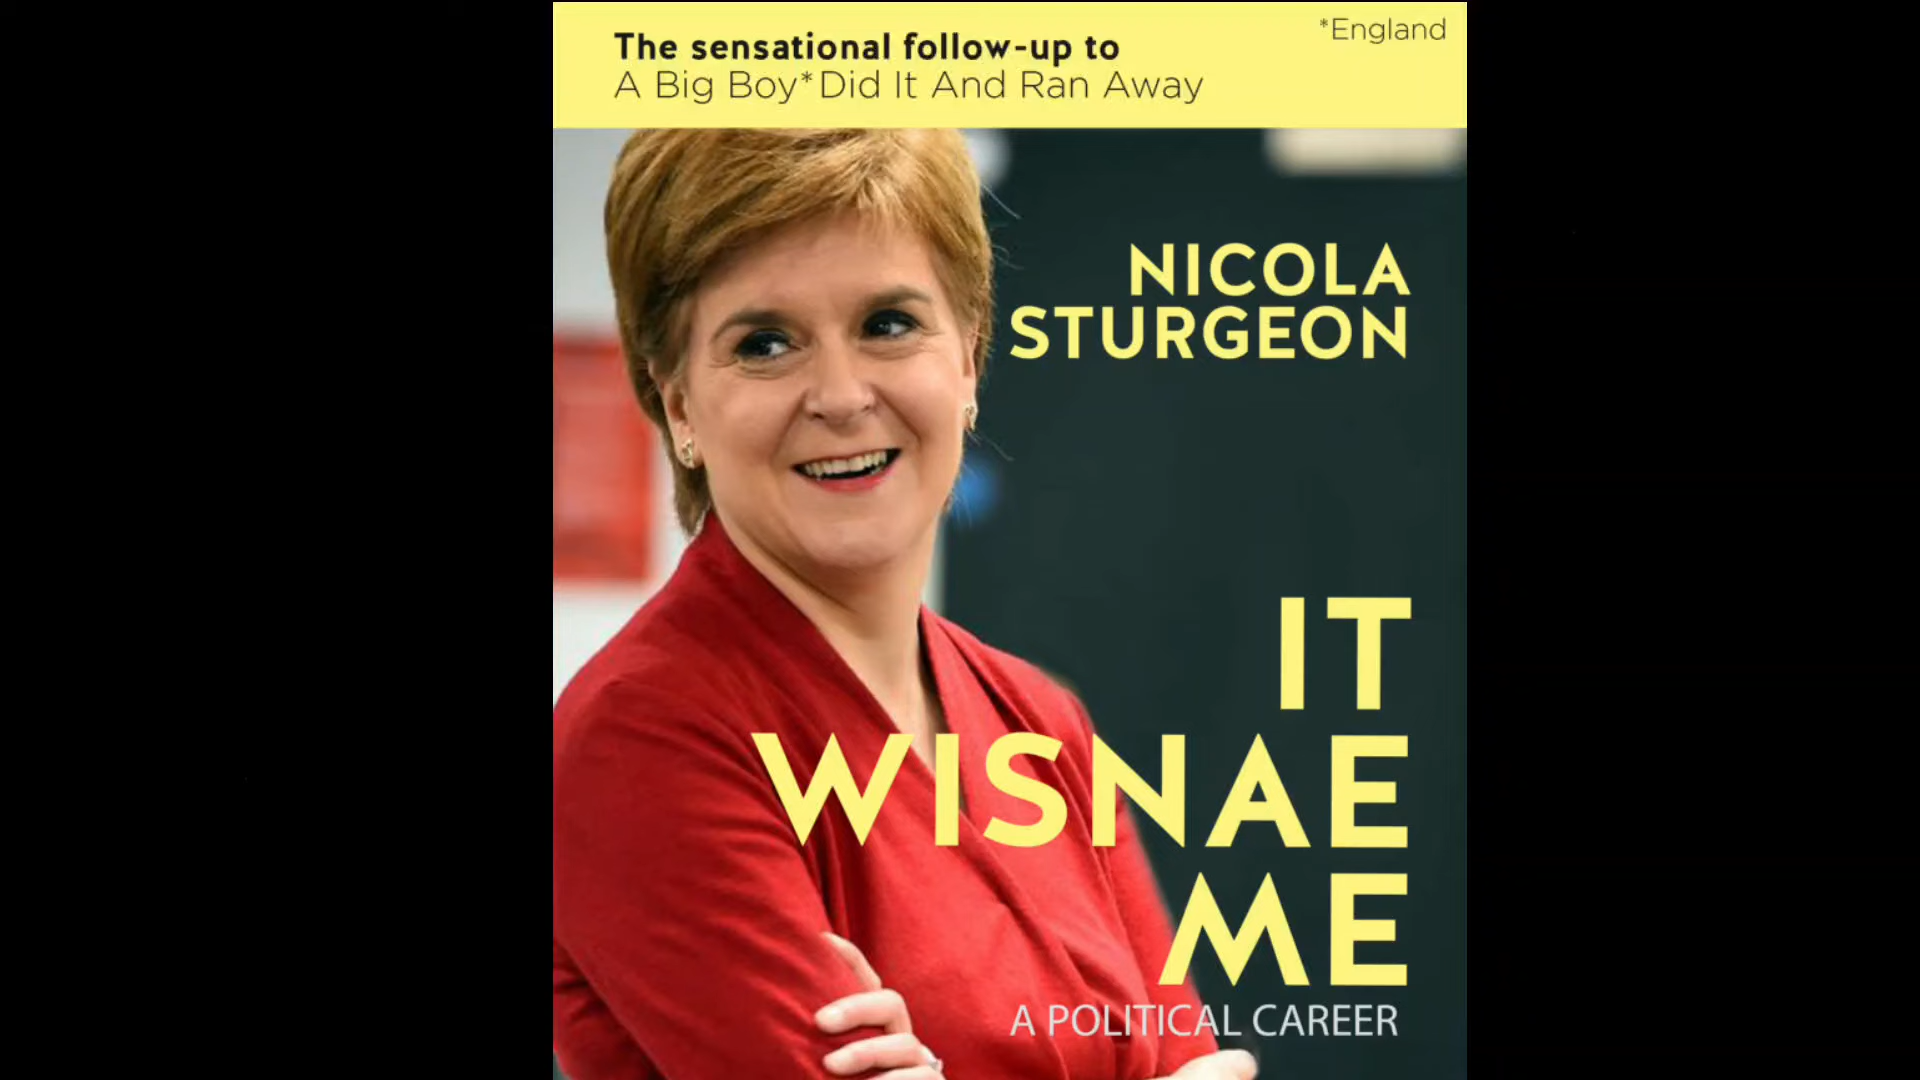 The sensational follow-up to
A Big Boy* Did It And Ran Away
*England
NICOLA
STURGEON
IT
WISNAE
ME
A POLITICAL CAREER